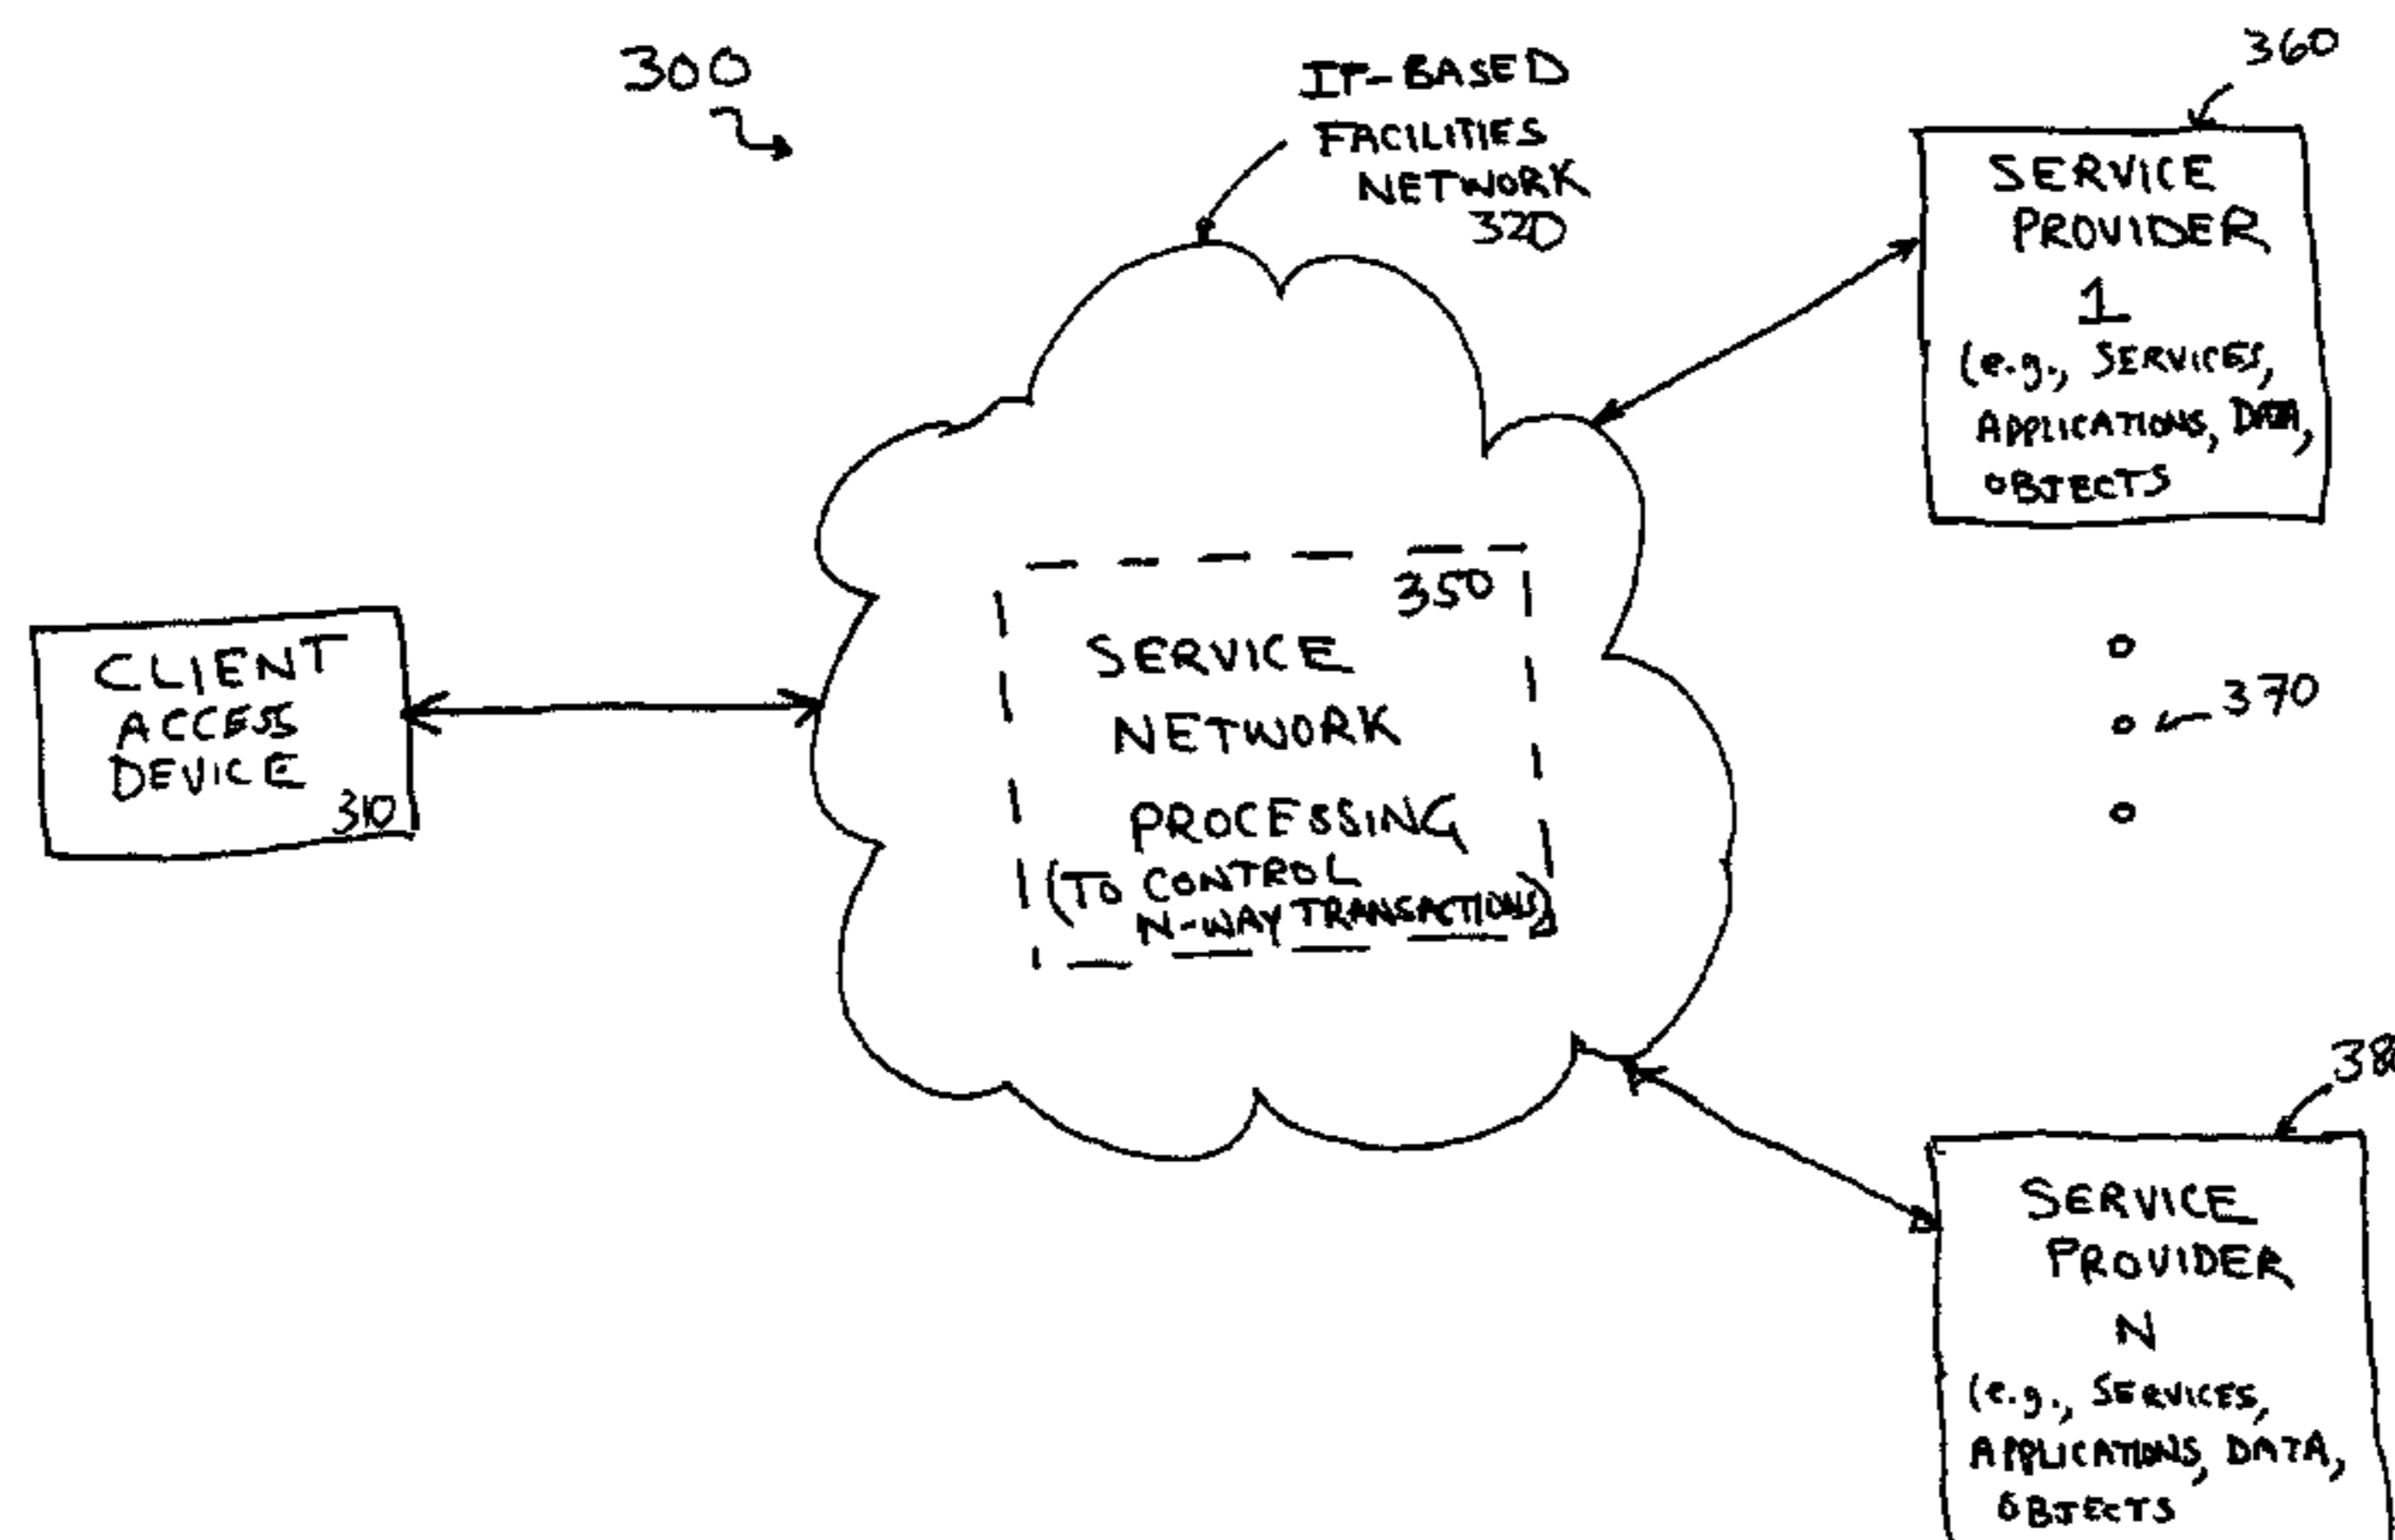 300
IP-BASED
FACILITIES
NETWORK
320
360
SERVICE
PROVIDER
1
(e.g., SERVICES,
APPLICATIONS, DATA,
OBJECTS
CLIENT
ACCESS
DEVICE
310
350
SERVICE
NETWORK
PROCESSING
(TO CONTROL
N-WAY TRANSACTIONS)
370
SERVICE
PROVIDER
N
(e.g., SERVICES,
APPLICATIONS, DATA,
OBJECTS